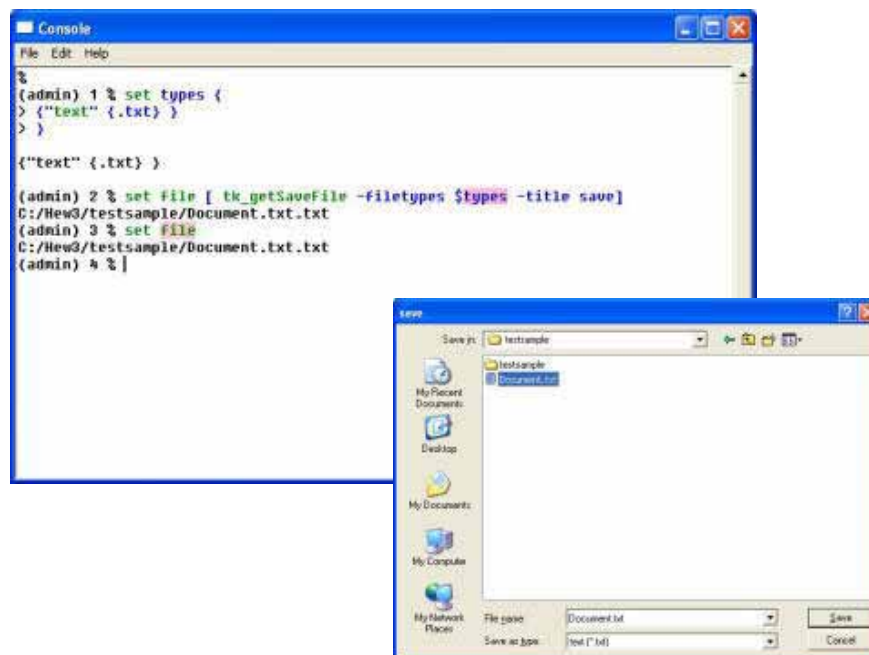 Console
File Edit Help
%
(admin) 1 % set types {
> {"text" {.txt} }
> }
{"text" {.txt} }
(admin) 2 % set file [ tk_getSaveFile -filetypes $types -title save]
C:/Hew3/testsample/Document.txt.txt
(admin) 3 % set file
C:/Hew3/testsample/Document.txt.txt
(admin) 4 %
save
Save in: testsample
testsample
Document.txt
My Recent Documents
Desktop
My Documents
My Computer
My Network Places
File name: Document.txt Save
Save as type: text (*.txt) Cancel